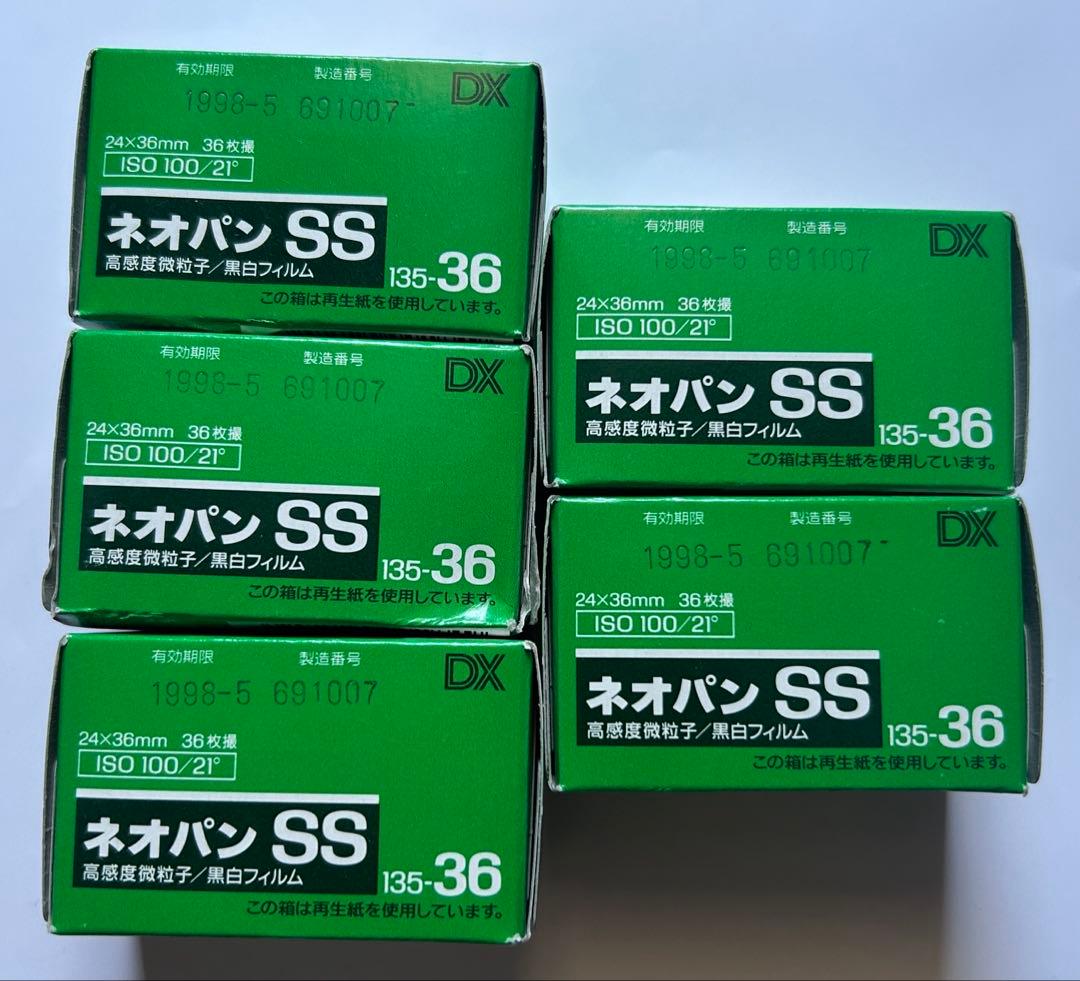 有効期限 製造番号 DX
1998-5 691007-
24×36mm 36枚撮
ISO 100/21°
ネオパン SS
高感度微粒子/黒白フィルム
135-36
この箱は再生紙を使用しています。
有効期限 製造番号 DX
1998-5 691007
24×36mm 36枚撮
ISO 100/21°
ネオパン SS
高感度微粒子/黒白フィルム
135-36
この箱は再生紙を使用しています。
有効期限 製造番号 DX
1998-5 691007
24×36mm 36枚撮
ISO 100/21°
ネオパン SS
高感度微粒子/黒白フィルム
135-36
この箱は再生紙を使用しています。
有効期限 製造番号 DX
1998-5 691007
24×36mm 36枚撮
ISO 100/21°
ネオパン SS
高感度微粒子/黒白フィルム
135-36
この箱は再生紙を使用しています。
有効期限 製造番号 DX
1998-5 691007-
24×36mm 36枚撮
ISO 100/21°
ネオパン SS
高感度微粒子/黒白フィルム
135-36
この箱は再生紙を使用しています。